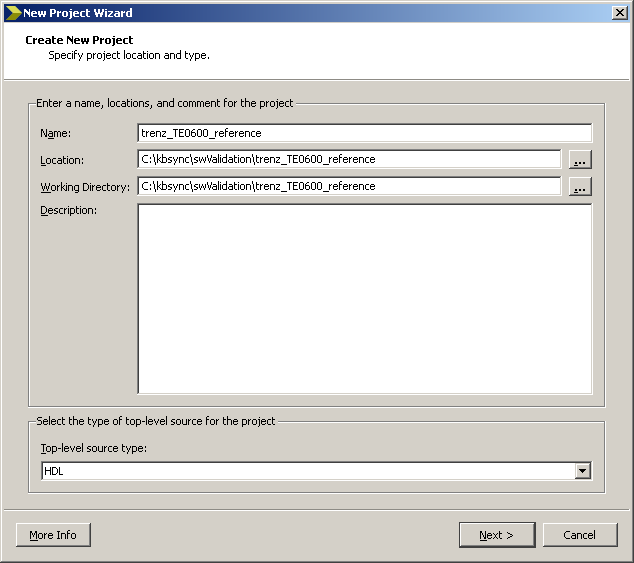 New Project Wizard
Create New Project
Specify project location and type.
Enter a name, locations, and comment for the project
Name:
trenz_TE0600_reference
Location:
C:\kbsync\swValidation\trenz_TE0600_reference
...
Working Directory:
C:\kbsync\swValidation\trenz_TE0600_reference
...
Description:
Select the type of top-level source for the project
Top-level source type:
HDL
More Info
Next >
Cancel